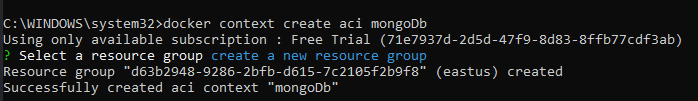 C:\WINDOWS\system32>docker context create aci mongoDb
Using only available subscription : Free Trial (71e7937d-2d5d-47f9-8d83-8ffb77cdf3ab)
? Select a resource group create a new resource group
Resource group "d63b2948-9286-2bfb-d615-7c2105f2b9f8" (eastus) created
Successfully created aci context "mongoDb"